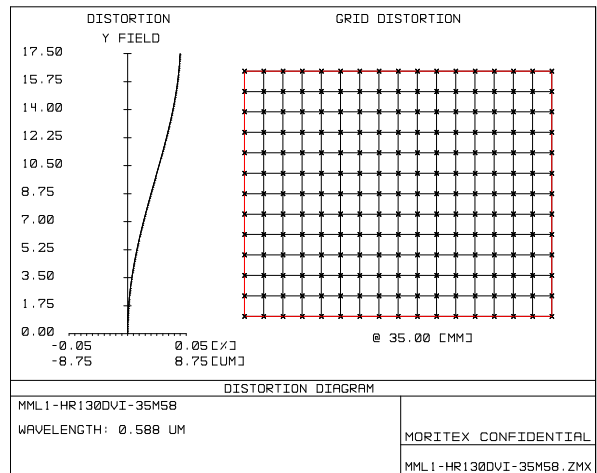 DISTORTION
GRID DISTORTION
Y FIELD
17.50
15.75
14.00
12.25
10.50
8.75
7.00
5.25
3.50
1.75
0.00
-0.05 0.05[%]
-8.75 8.75[UM]
@ 35.00 [MM]
DISTORTION DIAGRAM
MML1-HR130DVI-35M58
WAVELENGTH: 0.588 UM
MORITEX CONFIDENTIAL
MML1-HR130DVI-35M58.ZMX